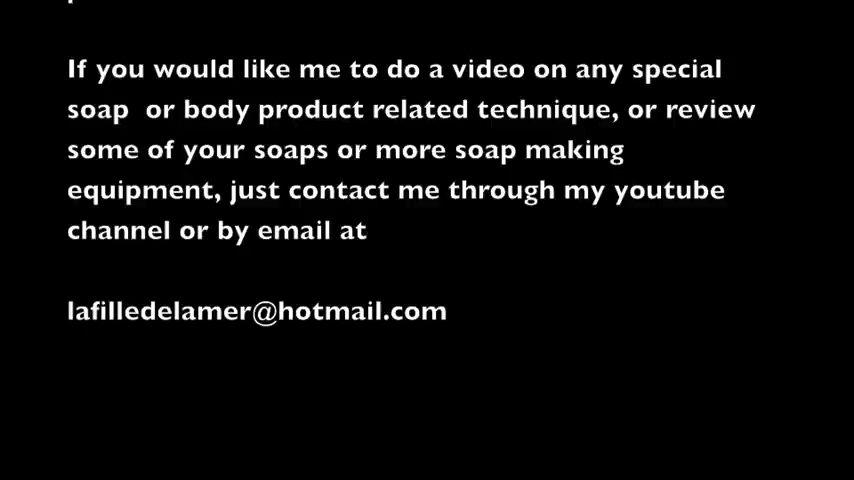 If you would like me to do a video on any special
soap  or body product related technique, or review
some of your soaps or more soap making
equipment, just contact me through my youtube
channel or by email at
lafilledelamer@hotmail.com